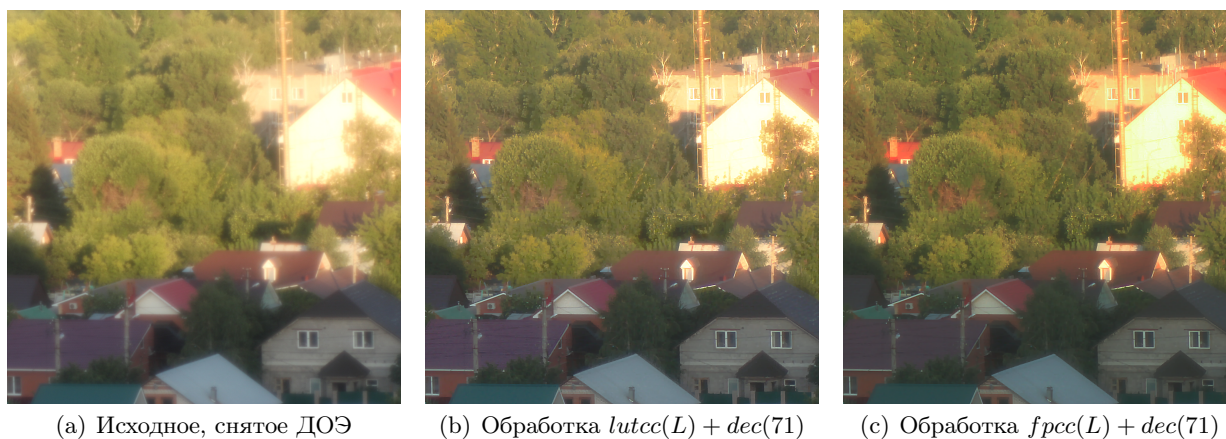 (a) Исходное, снятое ДОЭ
(b) Обработка lutcc(L) + dec(71)
(c) Обработка fpcc(L) + dec(71)